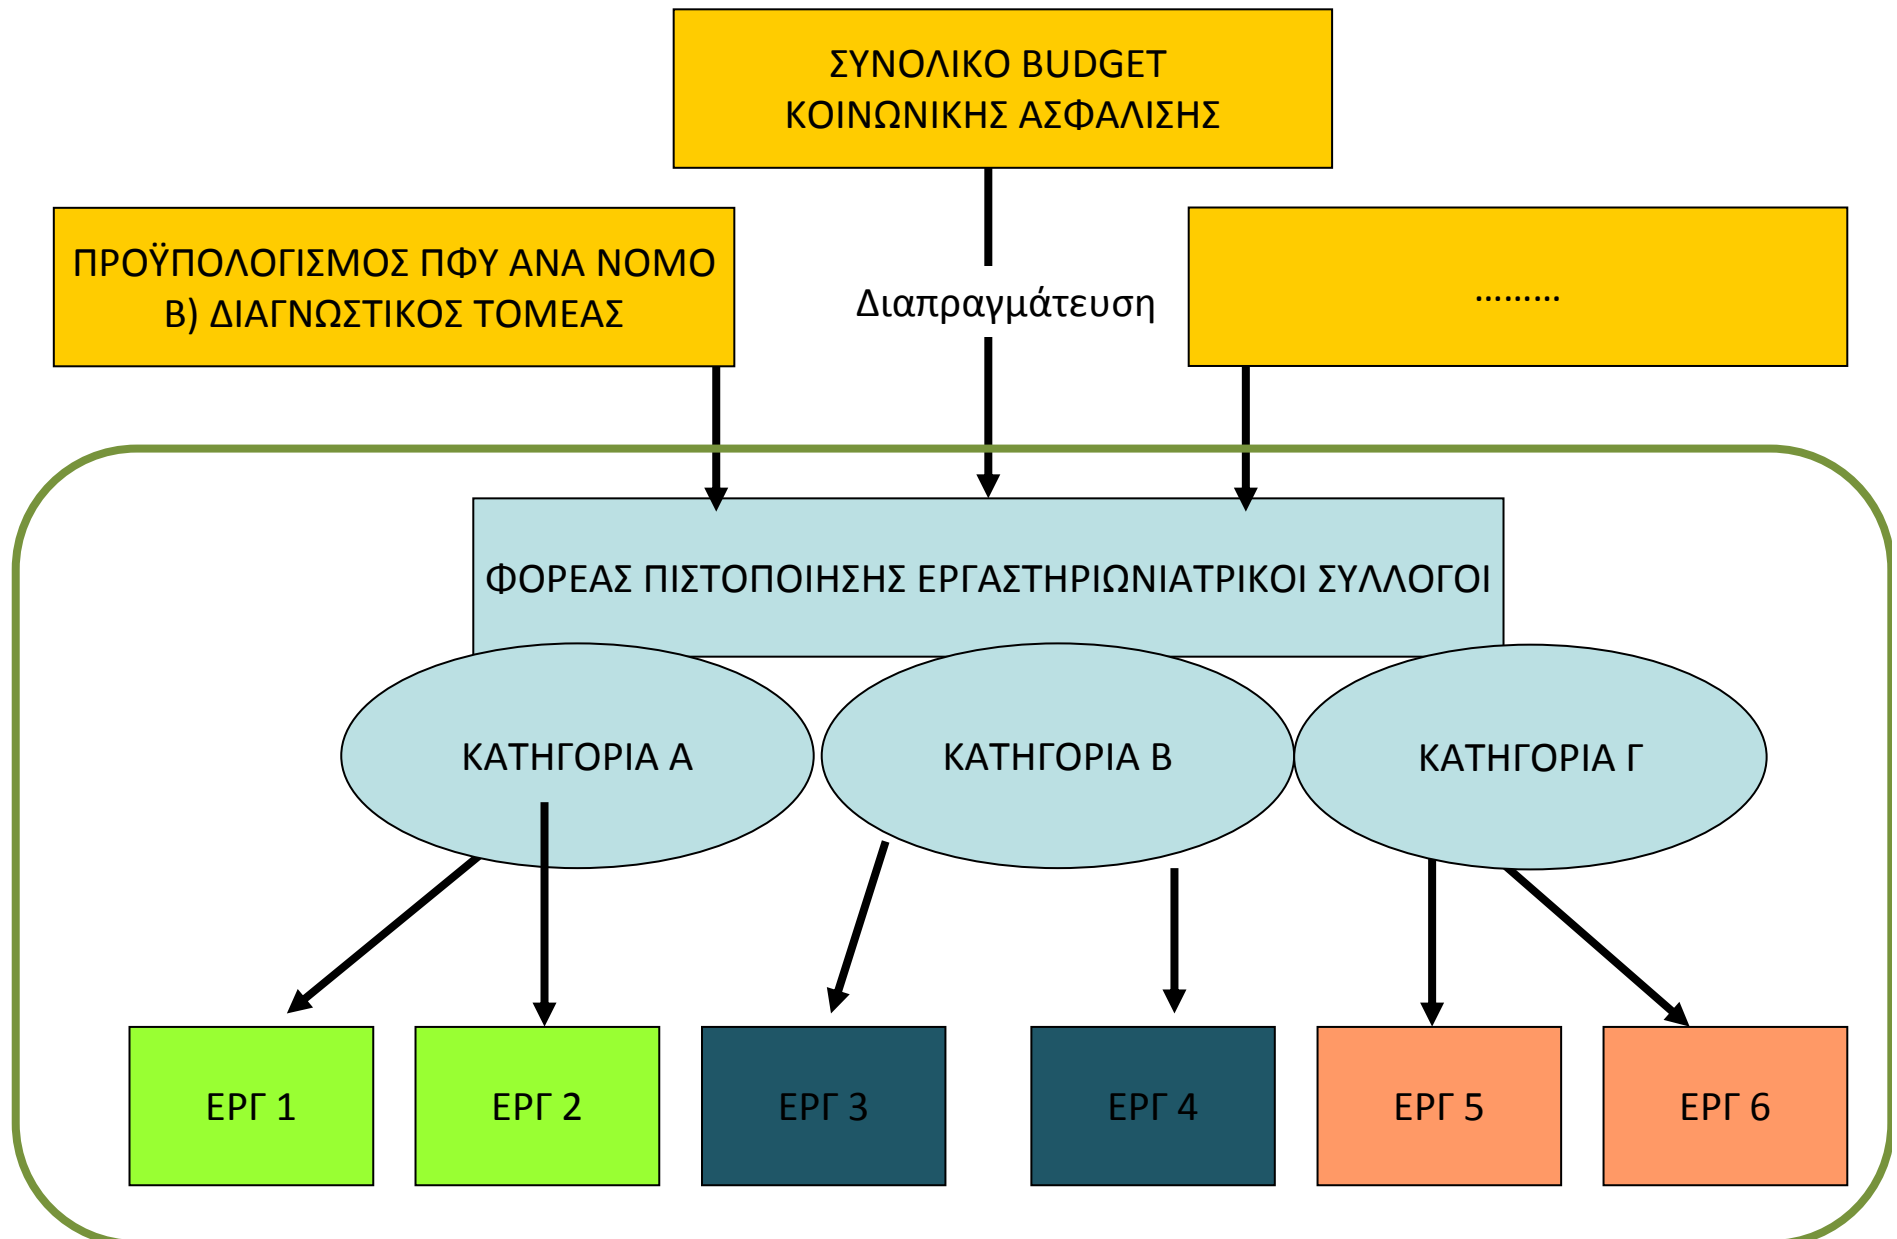 ΣΥΝΟΛΙΚΟ BUDGET
ΚΟΙΝΩΝΙΚΗΣ ΑΣΦΑΛΙΣΗΣ
ΠΡΟΫΠΟΛΟΓΙΣΜΟΣ ΠΦΥ ΑΝΑ ΝΟΜΟ
Β) ΔΙΑΓΝΩΣΤΙΚΟΣ ΤΟΜΕΑΣ
Διαπραγμάτευση
………
ΦΟΡΕΑΣ ΠΙΣΤΟΠΟΙΗΣΗΣ ΕΡΓΑΣΤΗΡΙΩΝΙΑΤΡΙΚΟΙ ΣΥΛΛΟΓΟΙ
ΚΑΤΗΓΟΡΙΑ Α
ΚΑΤΗΓΟΡΙΑ Β
ΚΑΤΗΓΟΡΙΑ Γ
ΕΡΓ 1
ΕΡΓ 2
ΕΡΓ 3
ΕΡΓ 4
ΕΡΓ 5
ΕΡΓ 6